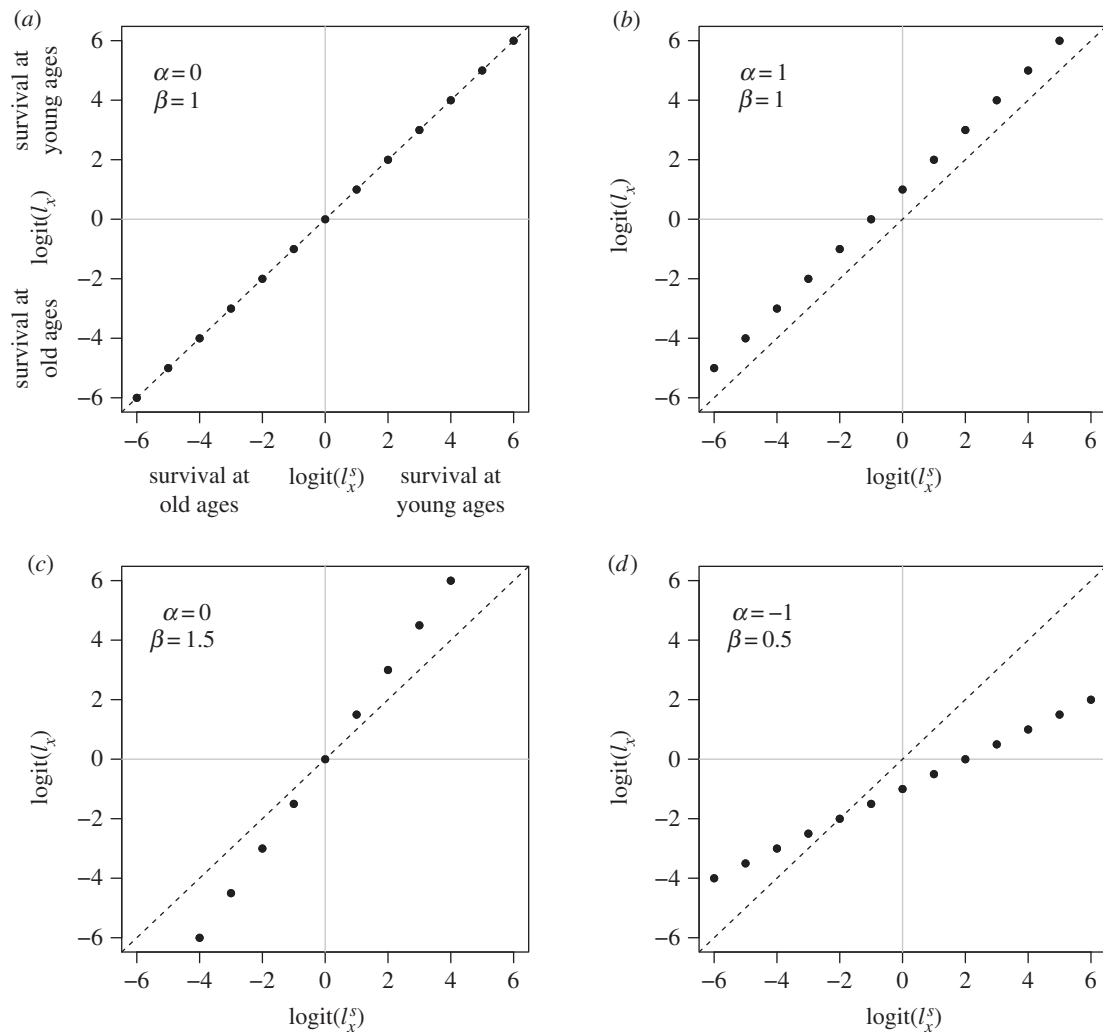 (a)
α = 0
β = 1
survival at
young ages
logit(lₓ)
survival at
old ages
6
4
2
0
−2
−4
−6
−6 −4 −2 0 2 4 6
survival at
old ages
logit(lₓˢ)
survival at
young ages
(b)
α = 1
β = 1
logit(lₓ)
6
4
2
0
−2
−4
−6
−6 −4 −2 0 2 4 6
logit(lₓˢ)
(c)
α = 0
β = 1.5
logit(lₓ)
6
4
2
0
−2
−4
−6
−6 −4 −2 0 2 4 6
logit(lₓˢ)
(d)
α = −1
β = 0.5
logit(lₓ)
6
4
2
0
−2
−4
−6
−6 −4 −2 0 2 4 6
logit(lₓˢ)